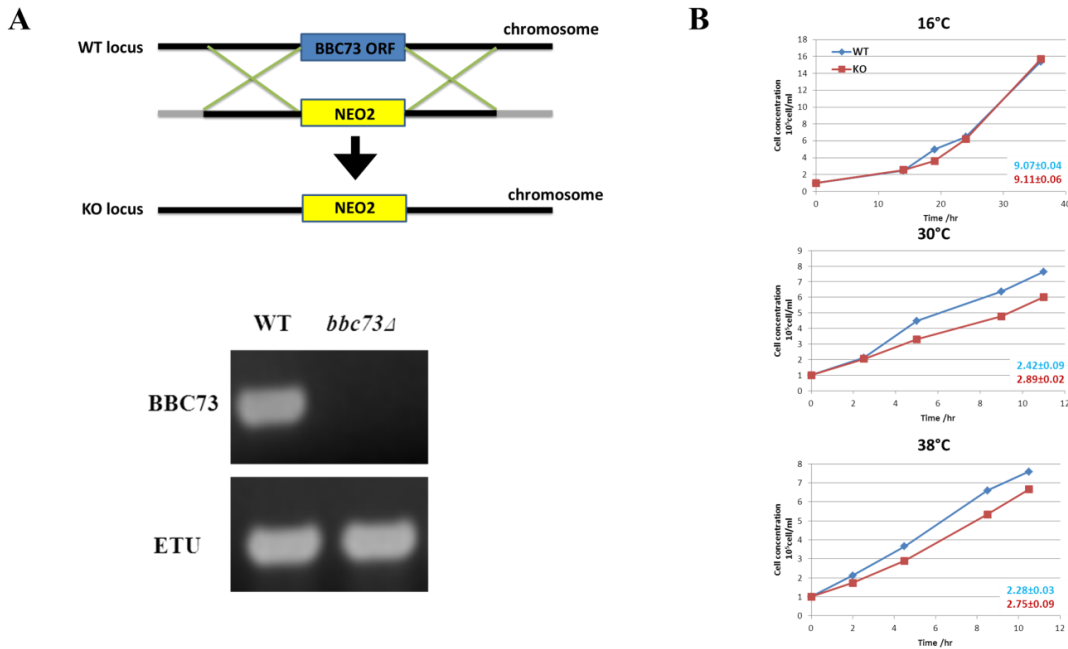 A
WT locus
chromosome
BBC73 ORF
NEO2
KO locus
chromosome
NEO2
WT bbc73Δ
BBC73
ETU
B
16°C
18
16
14
12
10
8
6
4
2
0
WT
KO
Cell concentration
10⁵cell/ml
9.07±0.04
9.11±0.06
0 10 20 30 40
Time /hr
30°C
9
8
7
6
5
4
3
2
1
0
Cell concentration
10⁵cell/ml
2.42±0.09
2.89±0.02
0 2 4 6 8 10 12
Time /hr
38°C
8
7
6
5
4
3
2
1
0
Cell concentration
10⁵cell/ml
2.28±0.03
2.75±0.09
0 2 4 6 8 10 12
Time /hr